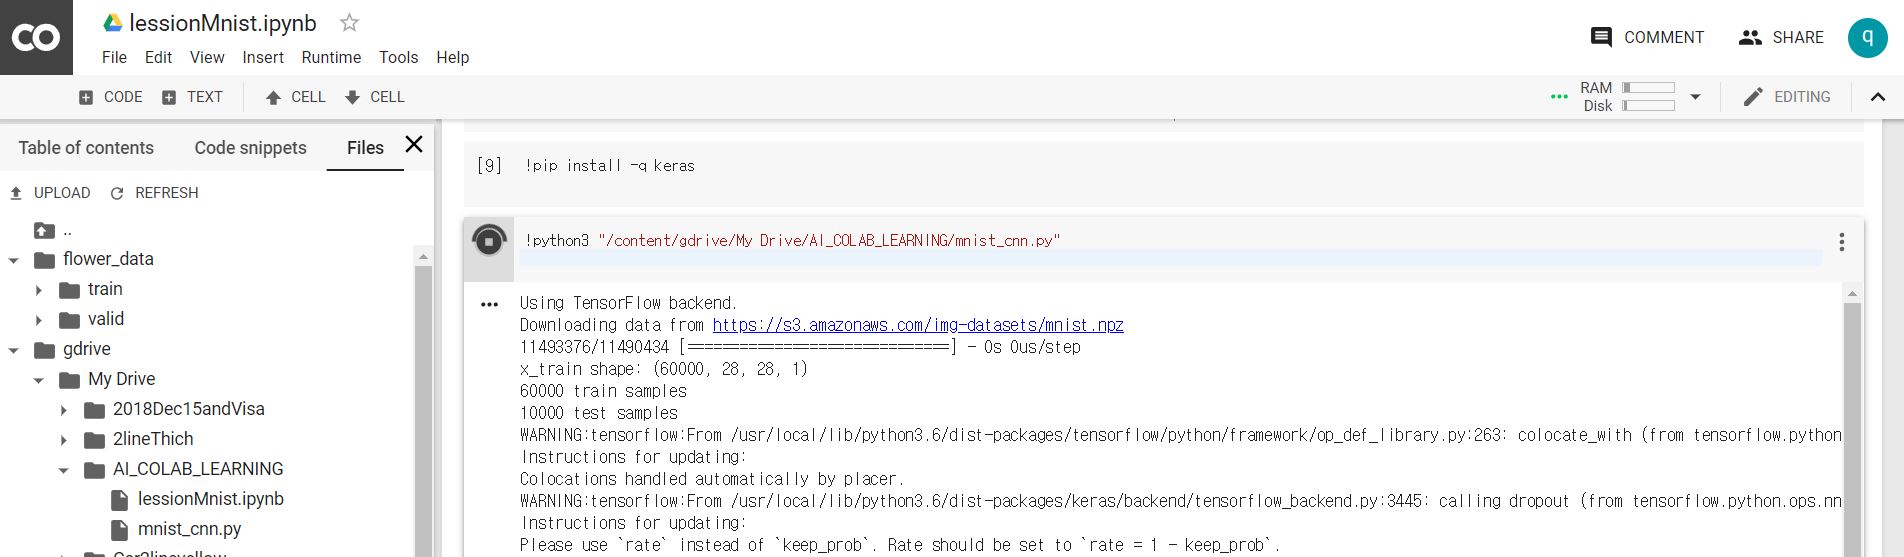 CO lessionMnist.ipynb
File Edit View Insert Runtime Tools Help
COMMENT SHARE q
CODE TEXT CELL CELL
RAM
Disk
EDITING
Table of contents Code snippets Files
UPLOAD REFRESH
..
flower_data
train
valid
gdrive
My Drive
2018Dec15andVisa
2lineThich
AI_COLAB_LEARNING
lessionMnist.ipynb
mnist_cnn.py
[9] !pip install -q keras
!python3 "/content/gdrive/My Drive/AI_COLAB_LEARNING/mnist_cnn.py"
Using TensorFlow backend.
Downloading data from https://s3.amazonaws.com/img-datasets/mnist.npz
11493376/11490434 [==============================] - 0s 0us/step
x_train shape: (60000, 28, 28, 1)
60000 train samples
10000 test samples
WARNING:tensorflow:From /usr/local/lib/python3.6/dist-packages/tensorflow/python/framework/op_def_library.py:263: colocate_with (from tensorflow.python
Instructions for updating:
Colocations handled automatically by placer.
WARNING:tensorflow:From /usr/local/lib/python3.6/dist-packages/keras/backend/tensorflow_backend.py:3445: calling dropout (from tensorflow.python.ops.nn
Instructions for updating:
Please use `rate` instead of `keep_prob`. Rate should be set to `rate = 1 - keep_prob`.